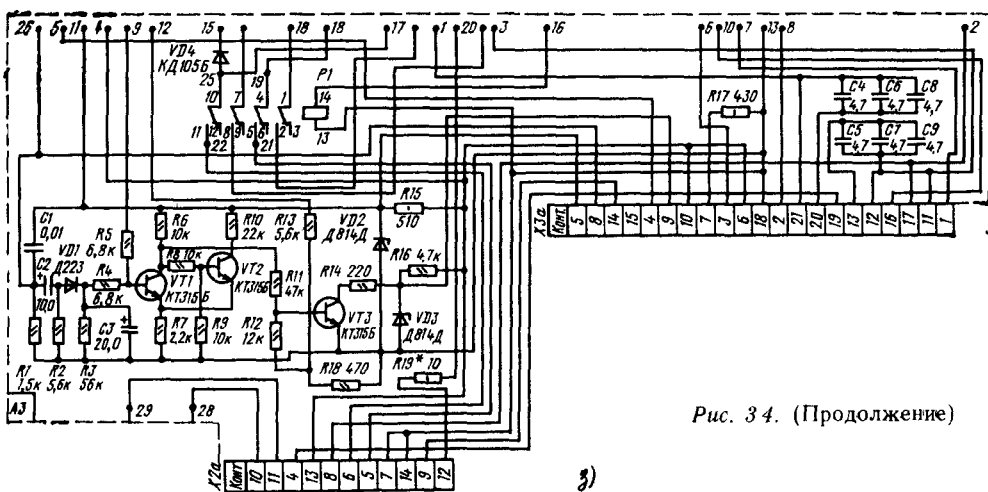 26 5 11 4 9 12 15 18 18 17 1 20 3 16 6 10 7 18 13 8 2
VD4
КД105Б
25
19
P1
14
13
10 7 4 1
11 12 8 9 5 6 2 3
22
21
R17 430
C4
4,7
C6
4,7
C8
4,7
C5
4,7
C7
4,7
C9
4,7
C1
0,01
C2
10,0
VD1
Д223
R5
6,8к
R4
6,8к
R6
10к
R8 10к
R10
22к
R13
5,6к
VD2
Д814Д
R15
510
R16 4,7к
VT1
КТ315Б
VT2
КТ315Б
R11
47к
R14 220
VT3
КТ315Б
VD3
Д814Д
R12
12к
R7
2,2к
R9
10к
C3
20,0
R1
1,5к
R2
5,6к
R3
56к
R18 470
R19* 10
А3
29
28
X3a
Конт. 5 8 14 15 4 9 10 7 3 6 18 2 21 20 19 13 12 16 17 11 1
X2a
Конт 10 11 4 13 8 6 5 7 14 9 12
Рис. 34. (Продолжение)
з)